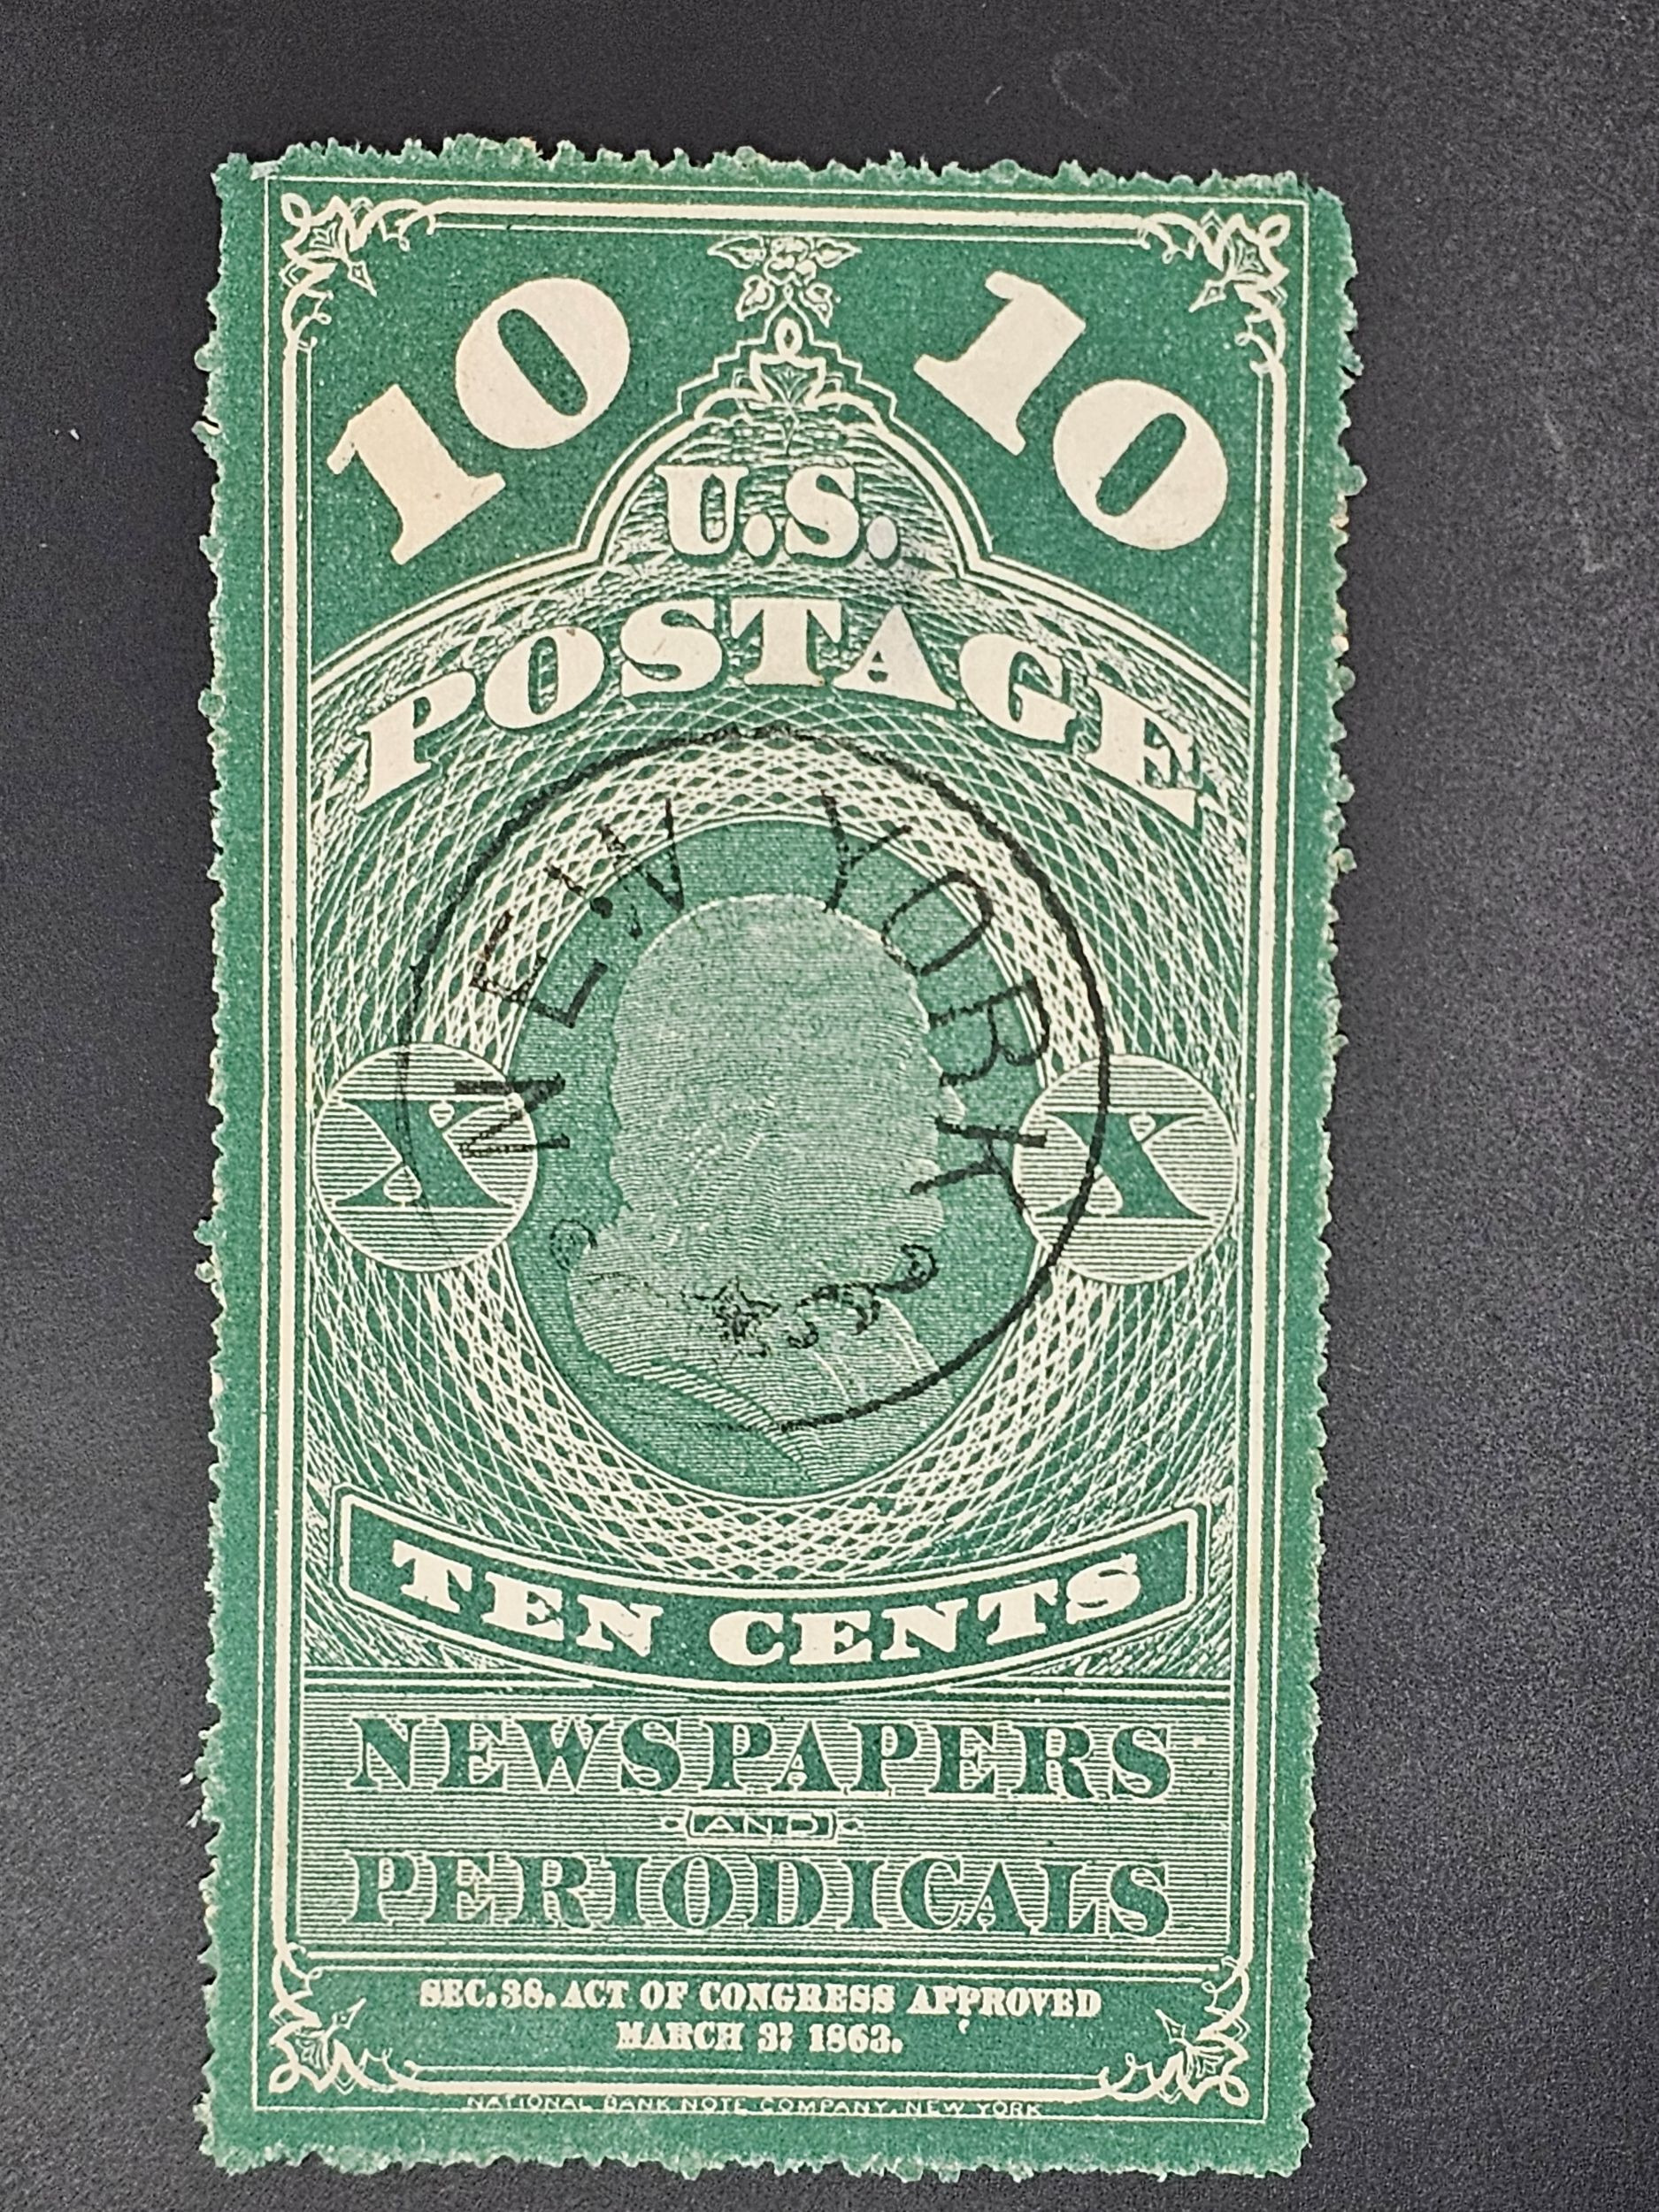 10 10
U.S.
POSTAGE
NEW YORK
X X
TEN CENTS
NEWSPAPERS
AND
PERIODICALS
SEC. 38. ACT OF CONGRESS APPROVED
MARCH 3D 1863.
NATIONAL BANK NOTE COMPANY. NEW YORK